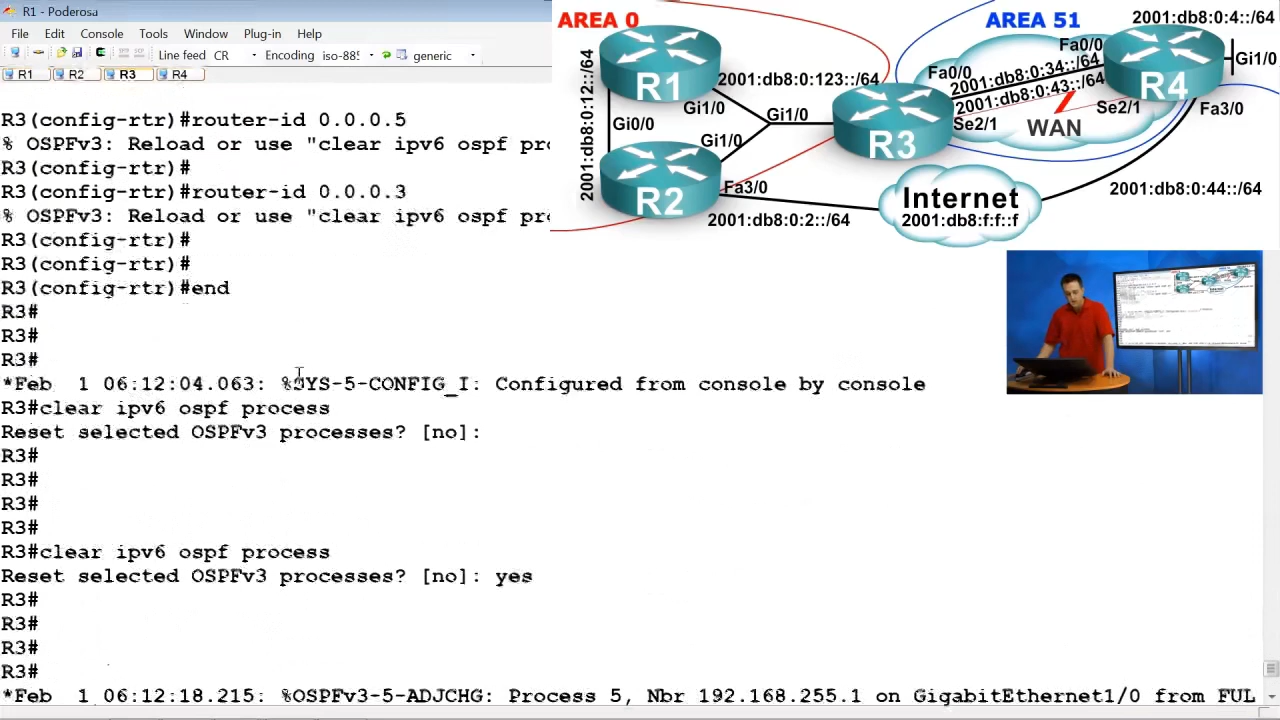 R1 - Poderosa
File Edit Console Tools Window Plug-in Help
Line feed CR Encoding iso-88: generic
R1 R2 R3 R4
R3(config-rtr)#router-id 0.0.0.5
% OSPFv3: Reload or use "clear ipv6 ospf pro
R3(config-rtr)#
R3(config-rtr)#router-id 0.0.0.3
% OSPFv3: Reload or use "clear ipv6 ospf pro
R3(config-rtr)#
R3(config-rtr)#
R3(config-rtr)#end
R3#
R3#
R3#
*Feb 1 06:12:04.063: %SYS-5-CONFIG_I: Configured from console by console
R3#clear ipv6 ospf process
Reset selected OSPFv3 processes? [no]:
R3#
R3#
R3#
R3#
R3#clear ipv6 ospf process
Reset selected OSPFv3 processes? [no]: yes
R3#
R3#
R3#
R3#
*Feb 1 06:12:18.215: %OSPFv3-5-ADJCHG: Process 5, Nbr 192.168.255.1 on GigabitEthernet1/0 from FUL
AREA 0
AREA 51
2001:db8:0:4::/64
R1
2001:db8:0:12::/64
2001:db8:0:123::/64
Gi1/0
Gi0/0
Gi1/0
Gi1/0
R2
Fa3/0
2001:db8:0:2::/64
R3
Fa0/0
Fa0/0
2001:db8:0:34::/64
2001:db8:0:43::/64
Se2/1
Se2/1
WAN
R4
Gi1/0
Fa3/0
2001:db8:0:44::/64
Internet
2001:db8:f:f::f